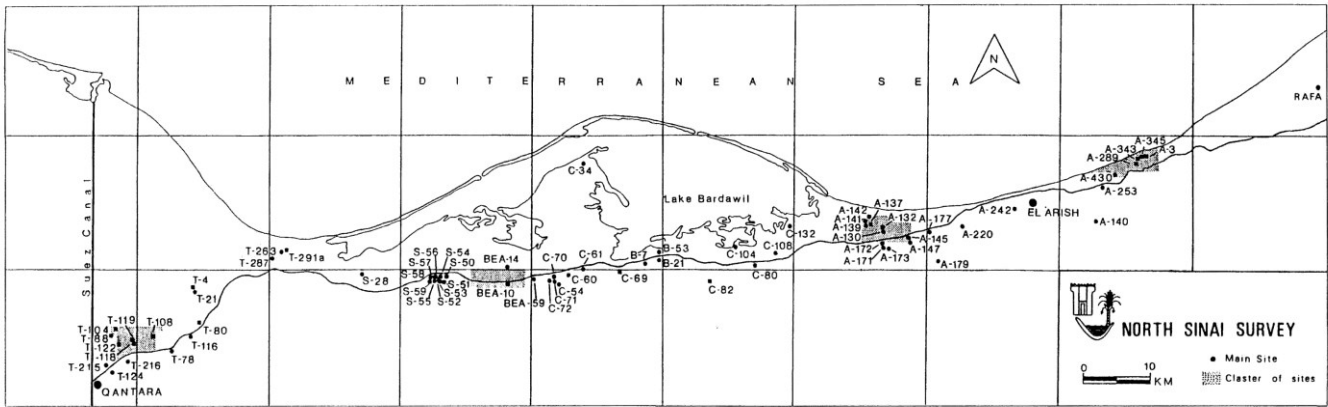 MEDITERRANEAN SEA
N
RAFA
Suez Canal
Lake Bardawil
C-34
A-345
A-343
A-3
A-289
A-430
A-253
A-242
EL ARISH
A-140
A-137
A-142
A-141
A-132
A-177
A-139
A-130
A-145
A-220
A-172
A-147
A-171
A-173
A-179
C-132
C-108
C-104
C-80
C-82
B-53
B-7
B-21
C-61
C-70
C-60
C-69
C-54
C-71
C-72
BEA-14
BEA-10
BEA-59
S-56
S-54
S-57
S-50
S-58
S-59
S-51
S-53
S-55
S-52
S-28
T-263
T-287
T-291a
T-4
T-21
T-80
T-116
T-78
T-119
T-104
T-108
T-88
T-122
T-118
T-215
T-216
T-124
QANTARA
NORTH SINAI SURVEY
Main Site
0 10
KM
Claster of sites